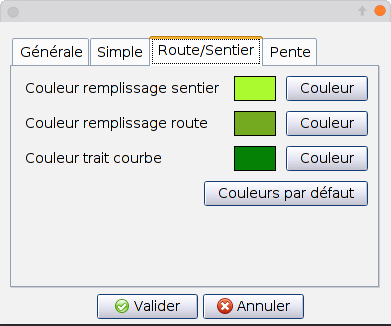 Générale Simple Route/Sentier Pente
Couleur remplissage sentier Couleur
Couleur remplissage route Couleur
Couleur trait courbe Couleur
Couleurs par défaut
Valider Annuler